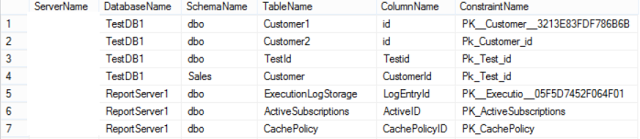 ServerName DatabaseName SchemaName TableName ColumnName ConstraintName
1 TestDB1 dbo Customer1 id PK__Customer__3213E83FDF786B6B
2 TestDB1 dbo Customer2 id Pk_Customer_id
3 TestDB1 dbo TestId Testid Pk_Test_id
4 TestDB1 Sales Customer CustomerId Pk_Test_id
5 ReportServer1 dbo ExecutionLogStorage LogEntryId PK__Executio__05F5D7452F064F01
6 ReportServer1 dbo ActiveSubscriptions ActiveID PK_ActiveSubscriptions
7 ReportServer1 dbo CachePolicy CachePolicyID PK_CachePolicy